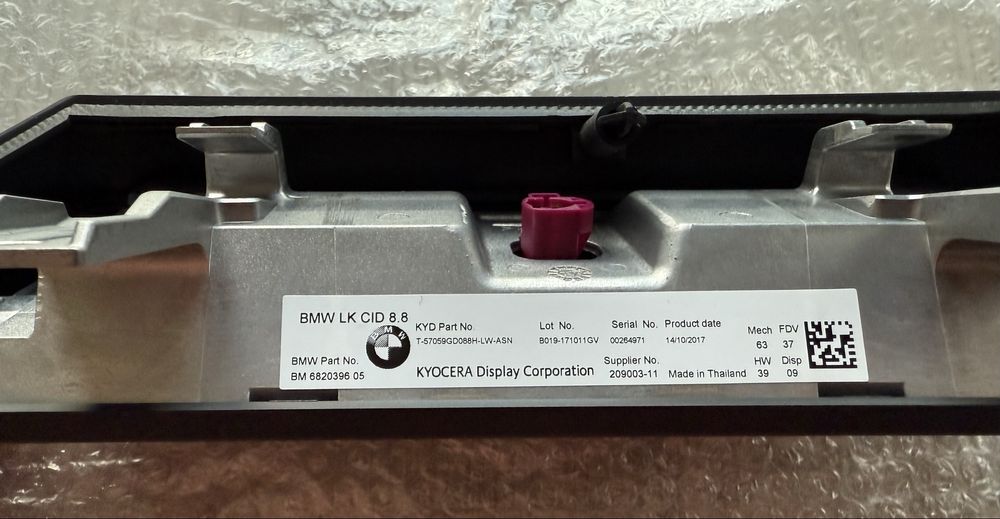 BMW LK CID 8.8
BMW
BMW Part No.
BM 6820396 05
KYD Part No.
T-57059GD088H-LW-ASN
KYOCERA Display Corporation
Lot No.
B019-171011GV
Serial No.
00264971
Product date
14/10/2017
Supplier No.
209003-11
Made in Thailand
Mech FDV
63 37
HW Disp
39 09